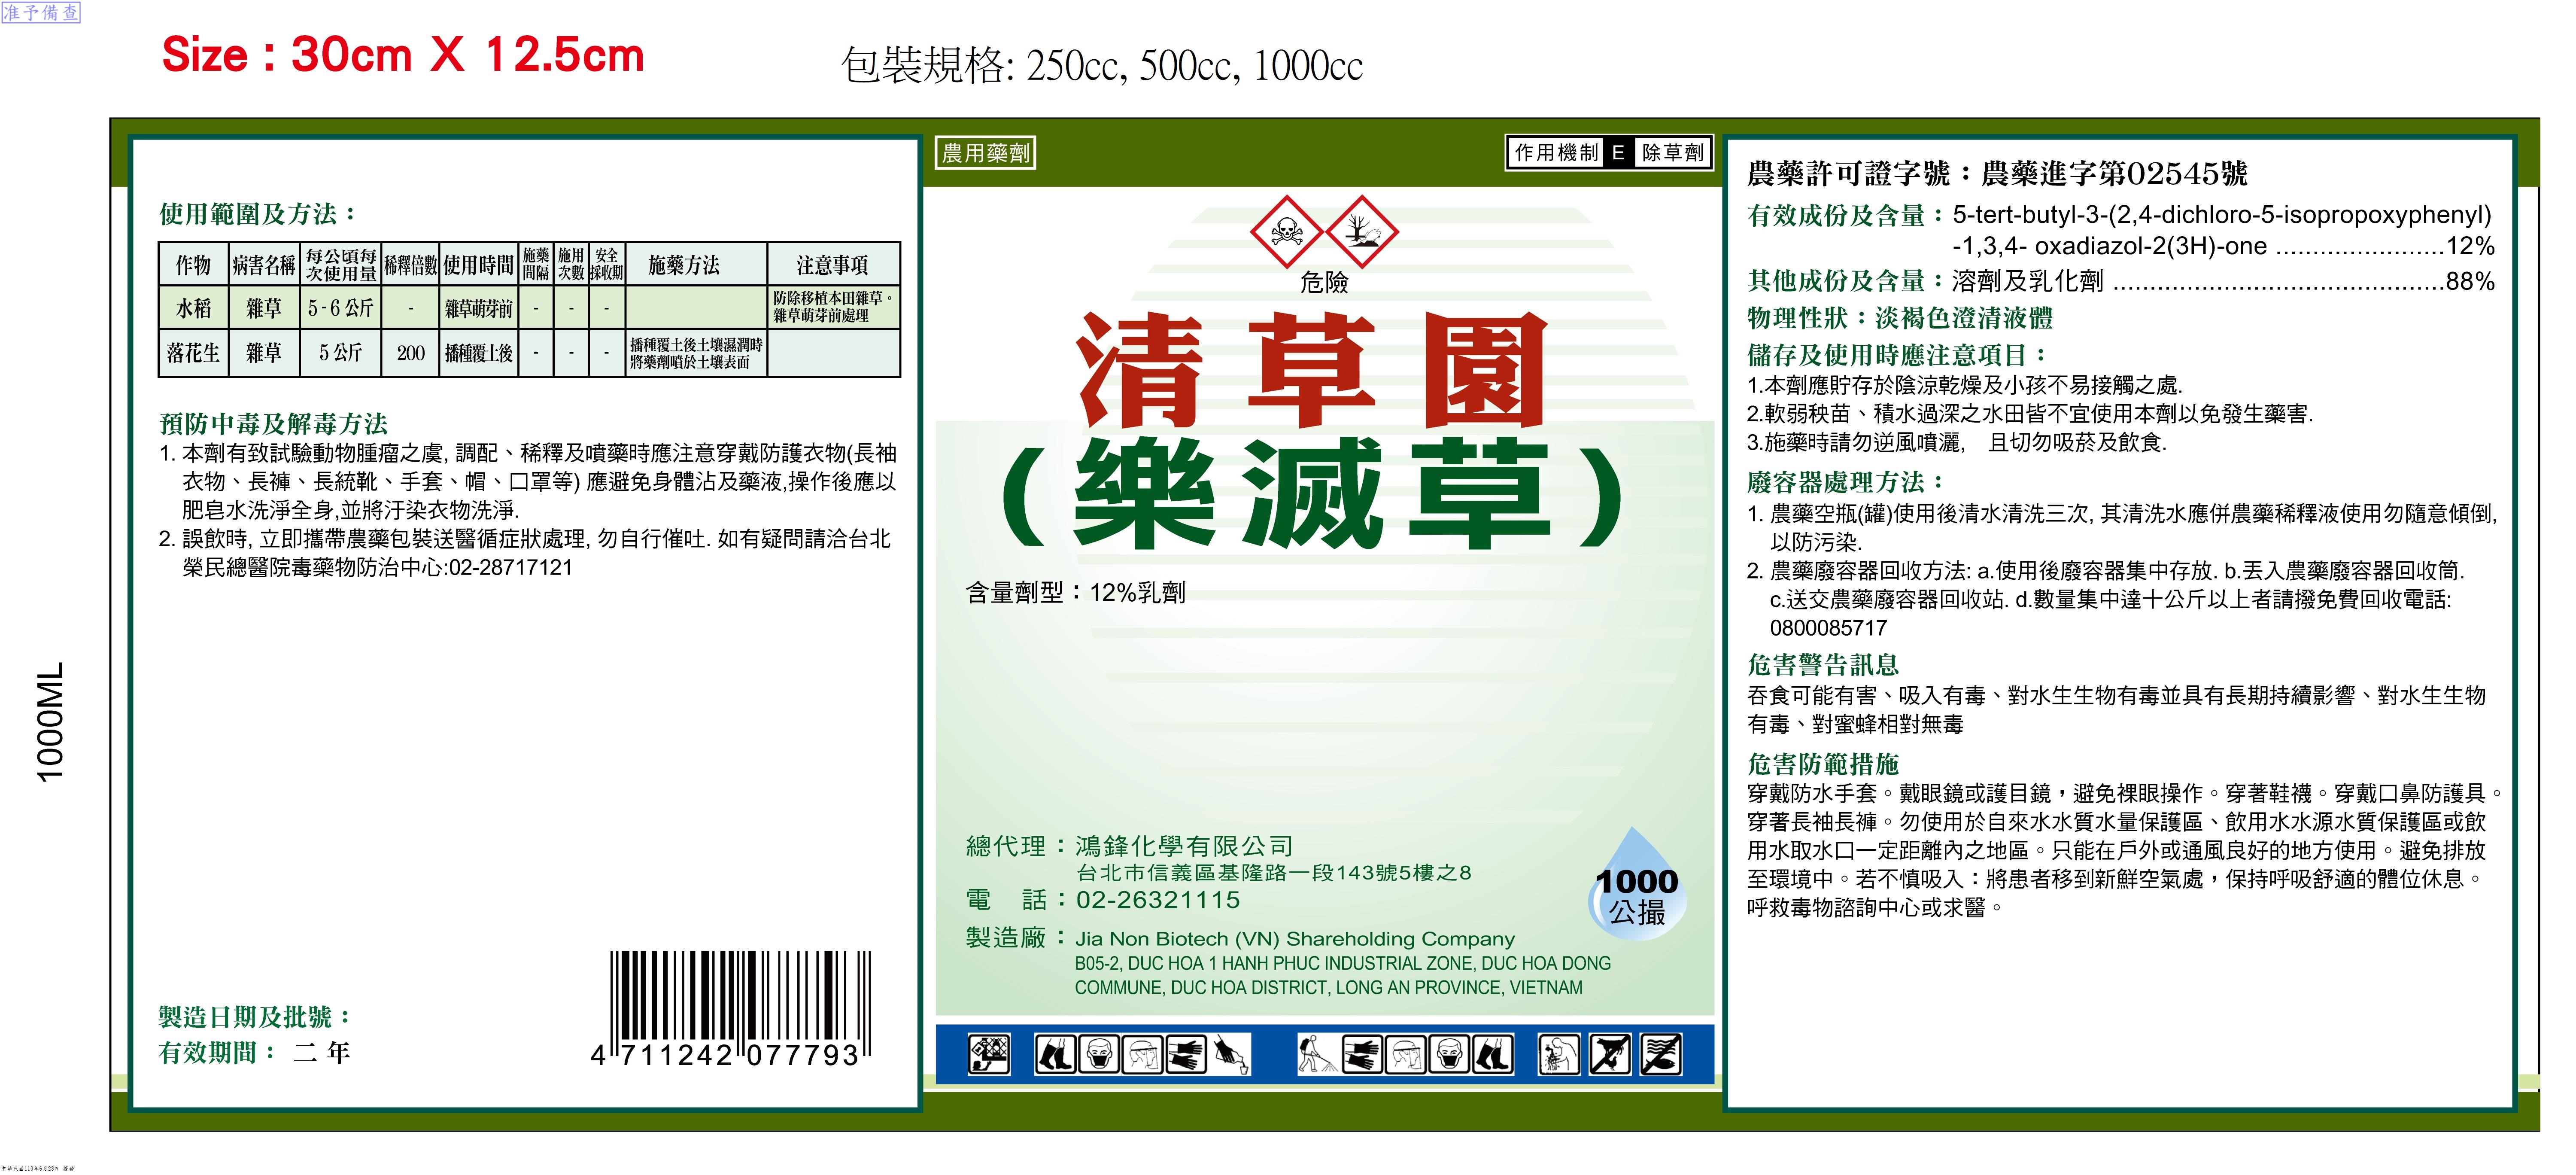 准予備查
Size : 30cm X 12.5cm
包裝規格: 250cc, 500cc, 1000cc
1000ML
使用範圍及方法：
作物 病害名稱 每公頃每次使用量 稀釋倍數 使用時間 施藥間隔 施用次數 安全採收期 施藥方法 注意事項
水稻 雜草 5 - 6 公斤 - 雜草萌芽前 - - - 防除移植本田雜草。雜草萌芽前處理
落花生 雜草 5 公斤 200 播種覆土後 - - - 播種覆土後土壤濕潤時將藥劑噴於土壤表面
預防中毒及解毒方法
1. 本劑有致試驗動物腫瘤之虞, 調配、稀釋及噴藥時應注意穿戴防護衣物(長袖
衣物、長褲、長統靴、手套、帽、口罩等) 應避免身體沾及藥液,操作後應以
肥皂水洗淨全身,並將汙染衣物洗淨.
2. 誤飲時, 立即攜帶農藥包裝送醫循症狀處理, 勿自行催吐. 如有疑問請洽台北
榮民總醫院毒藥物防治中心:02-28717121
製造日期及批號：
有效期間： 二 年
4 711242 077793
農用藥劑
作用機制 E 除草劑
危險
清草園
(樂滅草)
含量劑型：12%乳劑
總代理：鴻鋒化學有限公司
台北市信義區基隆路一段143號5樓之8
電 話：02-26321115
製造廠：Jia Non Biotech (VN) Shareholding Company
B05-2, DUC HOA 1 HANH PHUC INDUSTRIAL ZONE, DUC HOA DONG
COMMUNE, DUC HOA DISTRICT, LONG AN PROVINCE, VIETNAM
1000
公撮
農藥許可證字號：農藥進字第02545號
有效成份及含量：5-tert-butyl-3-(2,4-dichloro-5-isopropoxyphenyl)
-1,3,4- oxadiazol-2(3H)-one .......................12%
其他成份及含量：溶劑及乳化劑 .............................................88%
物理性狀：淡褐色澄清液體
儲存及使用時應注意項目：
1.本劑應貯存於陰涼乾燥及小孩不易接觸之處.
2.軟弱秧苗、積水過深之水田皆不宜使用本劑以免發生藥害.
3.施藥時請勿逆風噴灑, 且切勿吸菸及飲食.
廢容器處理方法：
1. 農藥空瓶(罐)使用後清水清洗三次, 其清洗水應併農藥稀釋液使用勿隨意傾倒,
以防污染.
2. 農藥廢容器回收方法: a.使用後廢容器集中存放. b.丟入農藥廢容器回收筒.
c.送交農藥廢容器回收站. d.數量集中達十公斤以上者請撥免費回收電話:
0800085717
危害警告訊息
吞食可能有害、吸入有毒、對水生生物有毒並具有長期持續影響、對水生生物
有毒、對蜜蜂相對無毒
危害防範措施
穿戴防水手套。戴眼鏡或護目鏡，避免裸眼操作。穿著鞋襪。穿戴口鼻防護具。
穿著長袖長褲。勿使用於自來水水質水量保護區、飲用水水源水質保護區或飲
用水取水口一定距離內之地區。只能在戶外或通風良好的地方使用。避免排放
至環境中。若不慎吸入：將患者移到新鮮空氣處，保持呼吸舒適的體位休息。
呼救毒物諮詢中心或求醫。